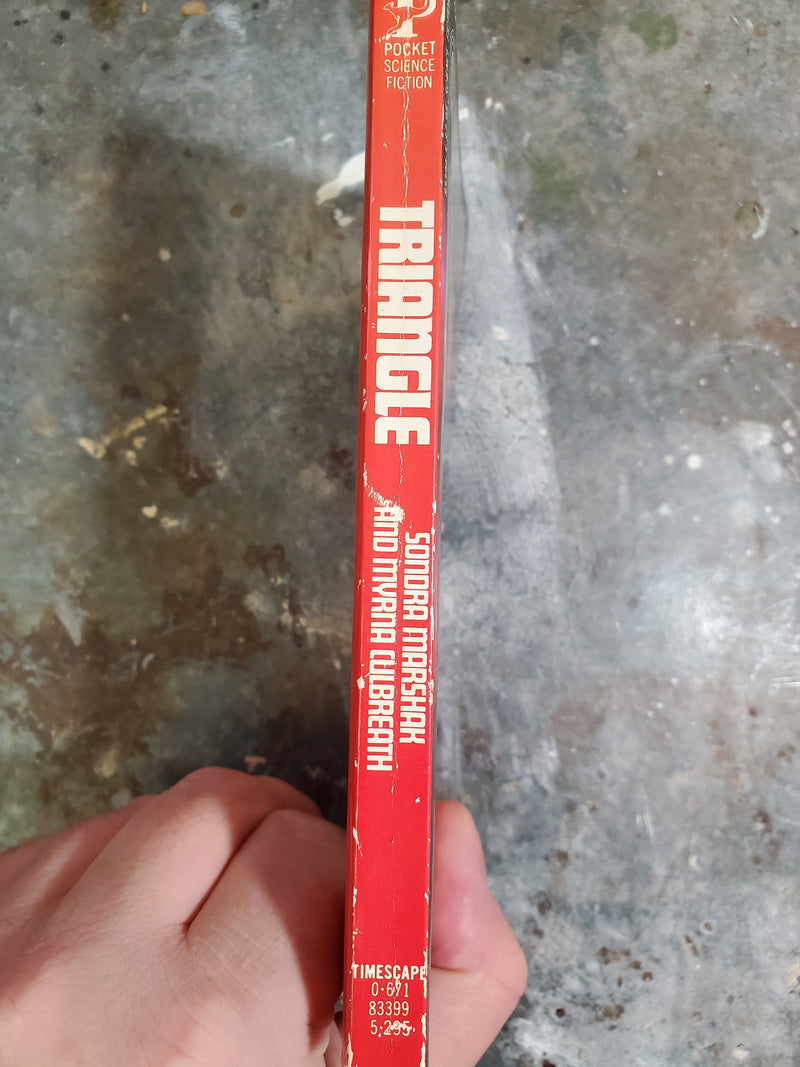 P
POCKET
SCIENCE
FICTION
TRIANGLE
SONDRA MARSHAK
AND MYRNA CULBREATH
TIMESCAPE
0-671
83399
5·295